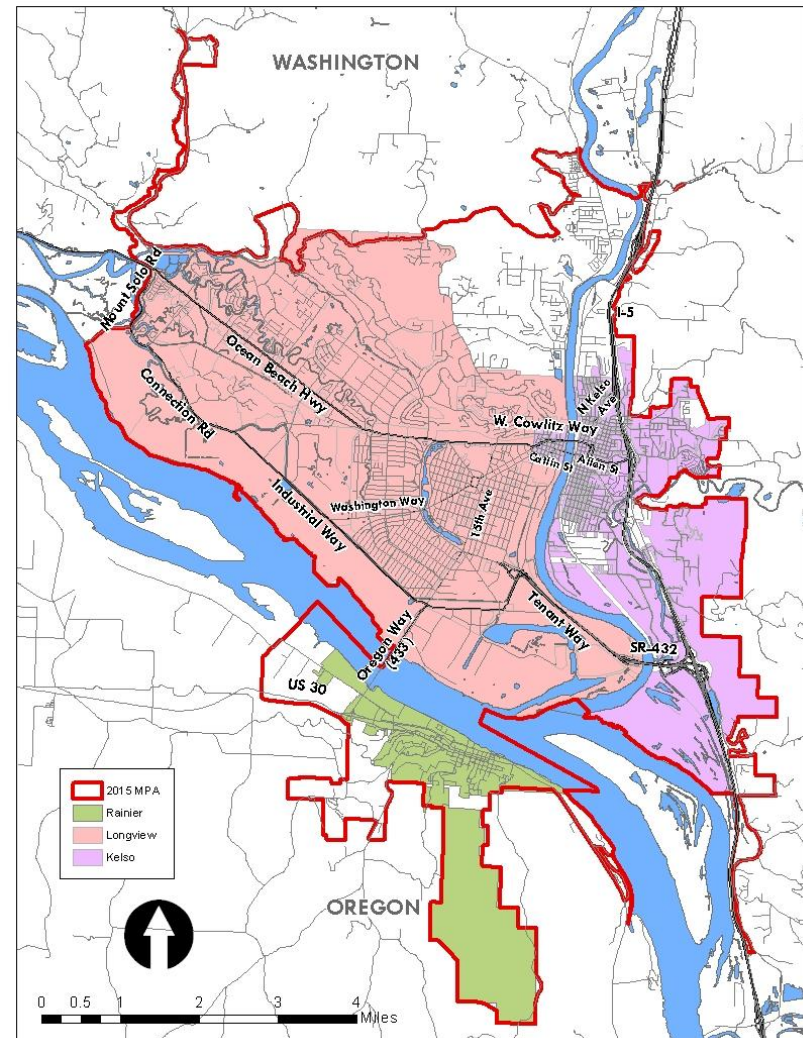 WASHINGTON
Mount Solo Rd
I-5
Ocean Beach Hwy
N Kelso
Ave
Connection Rd
W. Cowlitz Way
Allen St
Catlin St
Industrial Way
Washington Way
15th Ave
Oregon Way
(433)
Tenant Way
SR-432
US 30
2015 MPA
Rainier
Longview
Kelso
OREGON
0 0.5 1 2 3 4
Miles